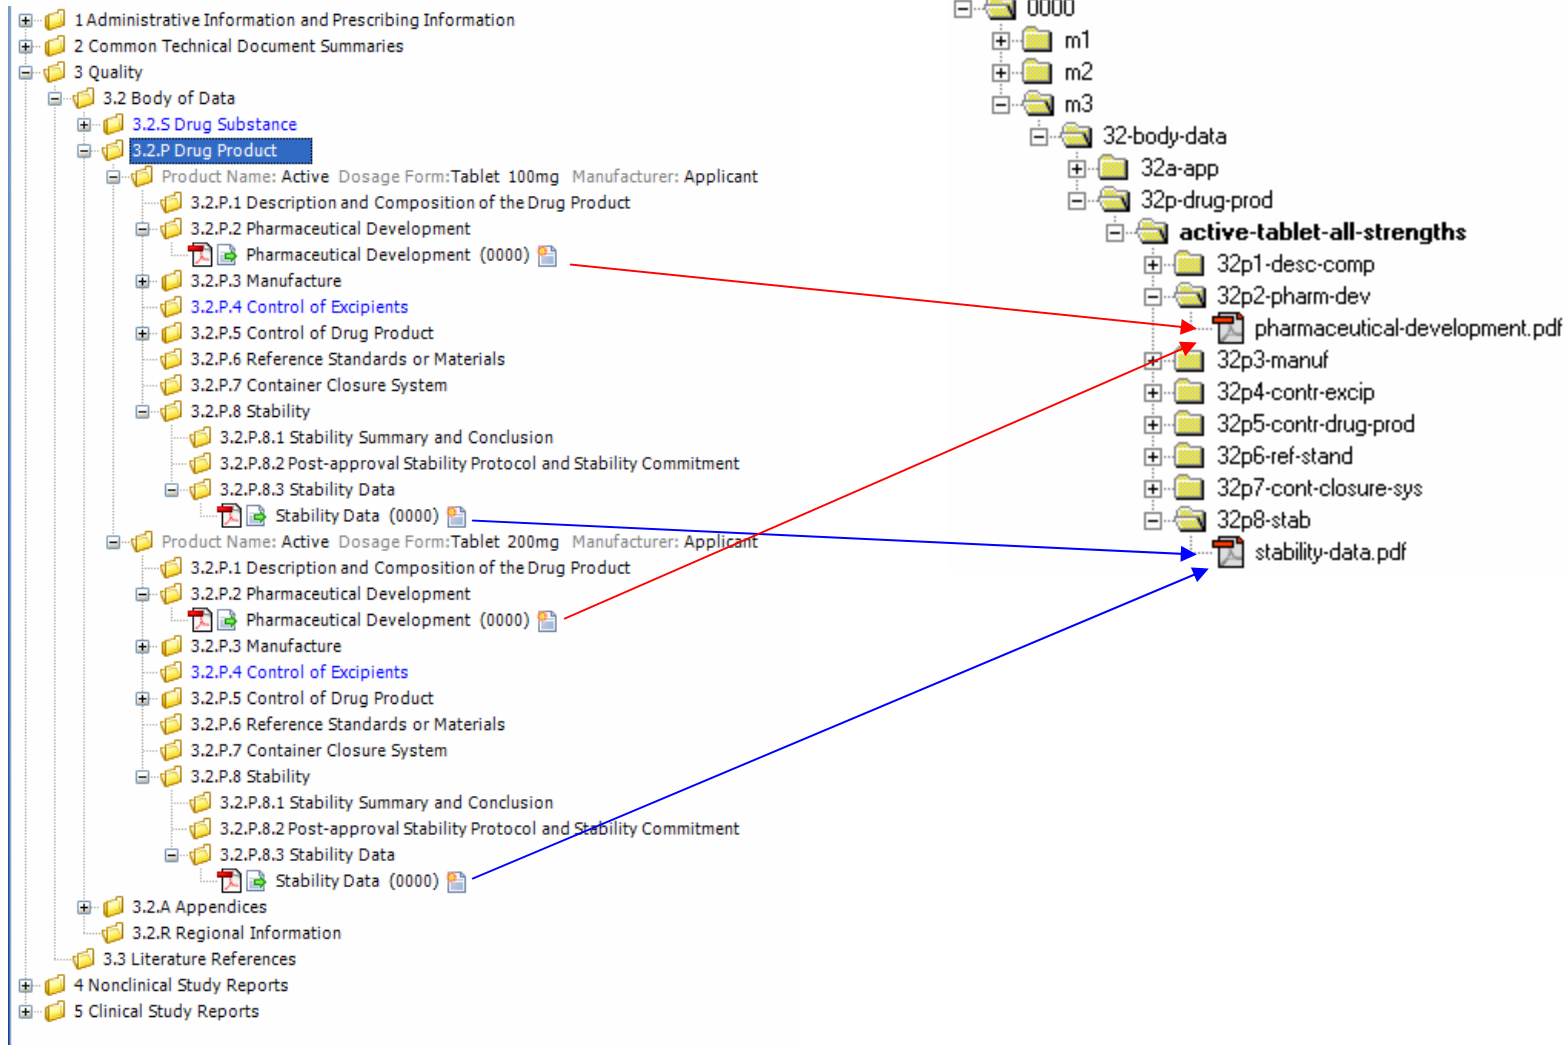 1 Administrative Information and Prescribing Information
2 Common Technical Document Summaries
3 Quality
3.2 Body of Data
3.2.S Drug Substance
3.2.P Drug Product
Product Name: Active Dosage Form:Tablet 100mg Manufacturer: Applicant
3.2.P.1 Description and Composition of the Drug Product
3.2.P.2 Pharmaceutical Development
Pharmaceutical Development (0000)
3.2.P.3 Manufacture
3.2.P.4 Control of Excipients
3.2.P.5 Control of Drug Product
3.2.P.6 Reference Standards or Materials
3.2.P.7 Container Closure System
3.2.P.8 Stability
3.2.P.8.1 Stability Summary and Conclusion
3.2.P.8.2 Post-approval Stability Protocol and Stability Commitment
3.2.P.8.3 Stability Data
Stability Data (0000)
Product Name: Active Dosage Form:Tablet 200mg Manufacturer: Applicant
3.2.P.1 Description and Composition of the Drug Product
3.2.P.2 Pharmaceutical Development
Pharmaceutical Development (0000)
3.2.P.3 Manufacture
3.2.P.4 Control of Excipients
3.2.P.5 Control of Drug Product
3.2.P.6 Reference Standards or Materials
3.2.P.7 Container Closure System
3.2.P.8 Stability
3.2.P.8.1 Stability Summary and Conclusion
3.2.P.8.2 Post-approval Stability Protocol and Stability Commitment
3.2.P.8.3 Stability Data
Stability Data (0000)
3.2.A Appendices
3.2.R Regional Information
3.3 Literature References
4 Nonclinical Study Reports
5 Clinical Study Reports
0000
m1
m2
m3
32-body-data
32a-app
32p-drug-prod
active-tablet-all-strengths
32p1-desc-comp
32p2-pharm-dev
pharmaceutical-development.pdf
32p3-manuf
32p4-contr-excip
32p5-contr-drug-prod
32p6-ref-stand
32p7-cont-closure-sys
32p8-stab
stability-data.pdf